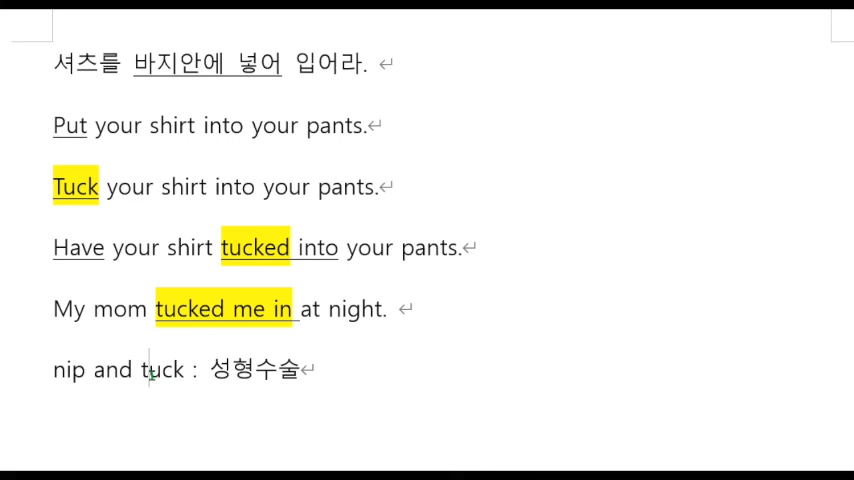 셔츠를 바지안에 넣어 입어라.
Put your shirt into your pants.
Tuck your shirt into your pants.
Have your shirt tucked into your pants.
My mom tucked me in at night.
nip and tuck : 성형수술